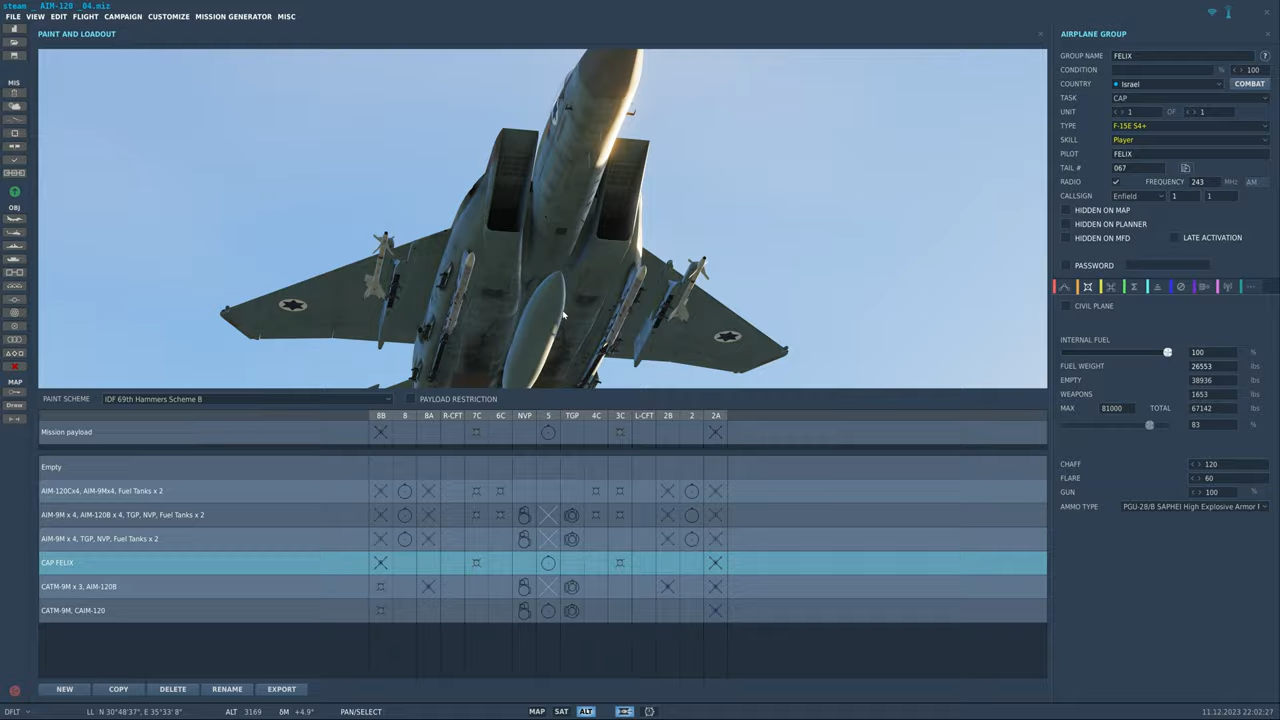 steam _ AIM-120 _04.miz
FILE VIEW EDIT FLIGHT CAMPAIGN CUSTOMIZE MISSION GENERATOR MISC
PAINT AND LOADOUT
MIS
OBJ
MAP
Draw
PAINT SCHEME IDF 69th Hammers Scheme B PAYLOAD RESTRICTION
8B 8 8A R-CFT 7C 6C NVP 5 TGP 4C 3C L-CFT 2B 2 2A
Mission payload
Empty
AIM-120Cx4, AIM-9Mx4, Fuel Tanks x 2
AIM-9M x 4, AIM-120B x 4, TGP, NVP, Fuel Tanks x 2
AIM-9M x 4, TGP, NVP, Fuel Tanks x 2
CAP FELIX
CATM-9M x 3, AIM-120B
CATM-9M, CAIM-120
NEW COPY DELETE RENAME EXPORT
AIRPLANE GROUP
GROUP NAME FELIX ?
CONDITION % < > 100
COUNTRY Israel COMBAT
TASK CAP
UNIT < > 1 OF < > 1
TYPE F-15E S4+
SKILL Player
PILOT FELIX
TAIL # 067
RADIO FREQUENCY 243 MHz AM
CALLSIGN Enfield 1 1
HIDDEN ON MAP
HIDDEN ON PLANNER
HIDDEN ON MFD LATE ACTIVATION
PASSWORD
CIVIL PLANE
INTERNAL FUEL
100 %
FUEL WEIGHT 26553 lbs
EMPTY 38936 lbs
WEAPONS 1653 lbs
MAX 81000 TOTAL 67142 lbs
83 %
CHAFF < > 120
FLARE < > 60
GUN < > 100 %
AMMO TYPE PGU-28/B SAPHEI High Explosive Armor
DFLT LL N 30°48'37", E 35°33' 8" ALT 3169 δM +4.9° PAN/SELECT MAP SAT ALT 11.12.2023 22:02:27